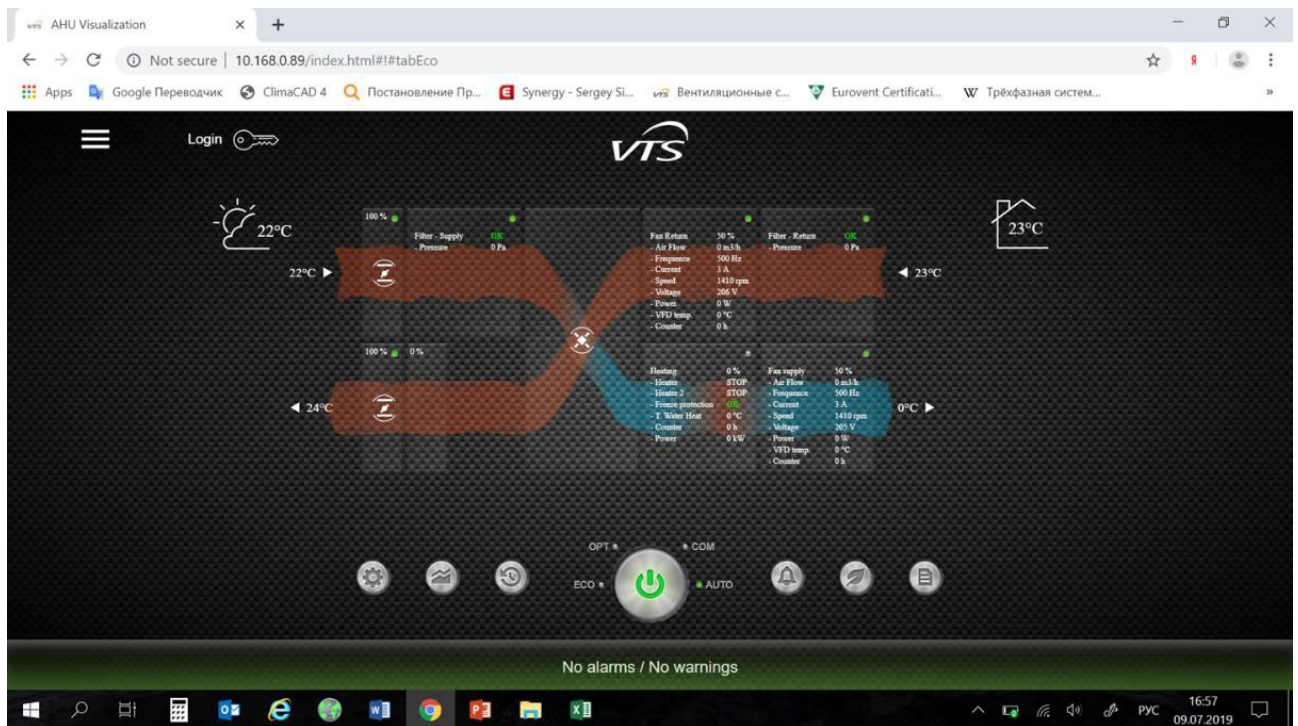 vrs AHU Visualization
Not secure | 10.168.0.89/index.html#!#tabEco
Я
Apps Google Переводчик ClimaCAD 4 Постановление Пр... Synergy - Sergey Si... vrs Вентиляционные с... Eurovent Certificati... W Трёхфазная систем... »
Login
VTS
22°C
23°C
22°C
23°C
100 %
Filter - Supply OK
- Pressure 0 Pa
Fan Return 50 %
- Air Flow 0 m3/h
- Frequence 500 Hz
- Current 3 A
- Speed 1410 rpm
- Voltage 206 V
- Power 0 W
- VFD temp. 0 °C
- Counter 0 h
Filter - Return OK
- Pressure 0 Pa
24°C
0°C
100 % 0 %
Heating 0 %
- Heater STOP
- Heater 2 STOP
- Freeze protection OK
- T. Water Heat 0 °C
- Counter 0 h
- Power 0 kW
Fan supply 50 %
- Air Flow 0 m3/h
- Frequence 500 Hz
- Current 3 A
- Speed 1410 rpm
- Voltage 205 V
- Power 0 W
- VFD temp. 0 °C
- Counter 0 h
OPT COM
ECO AUTO
No alarms / No warnings
РУС
16:57
09.07.2019